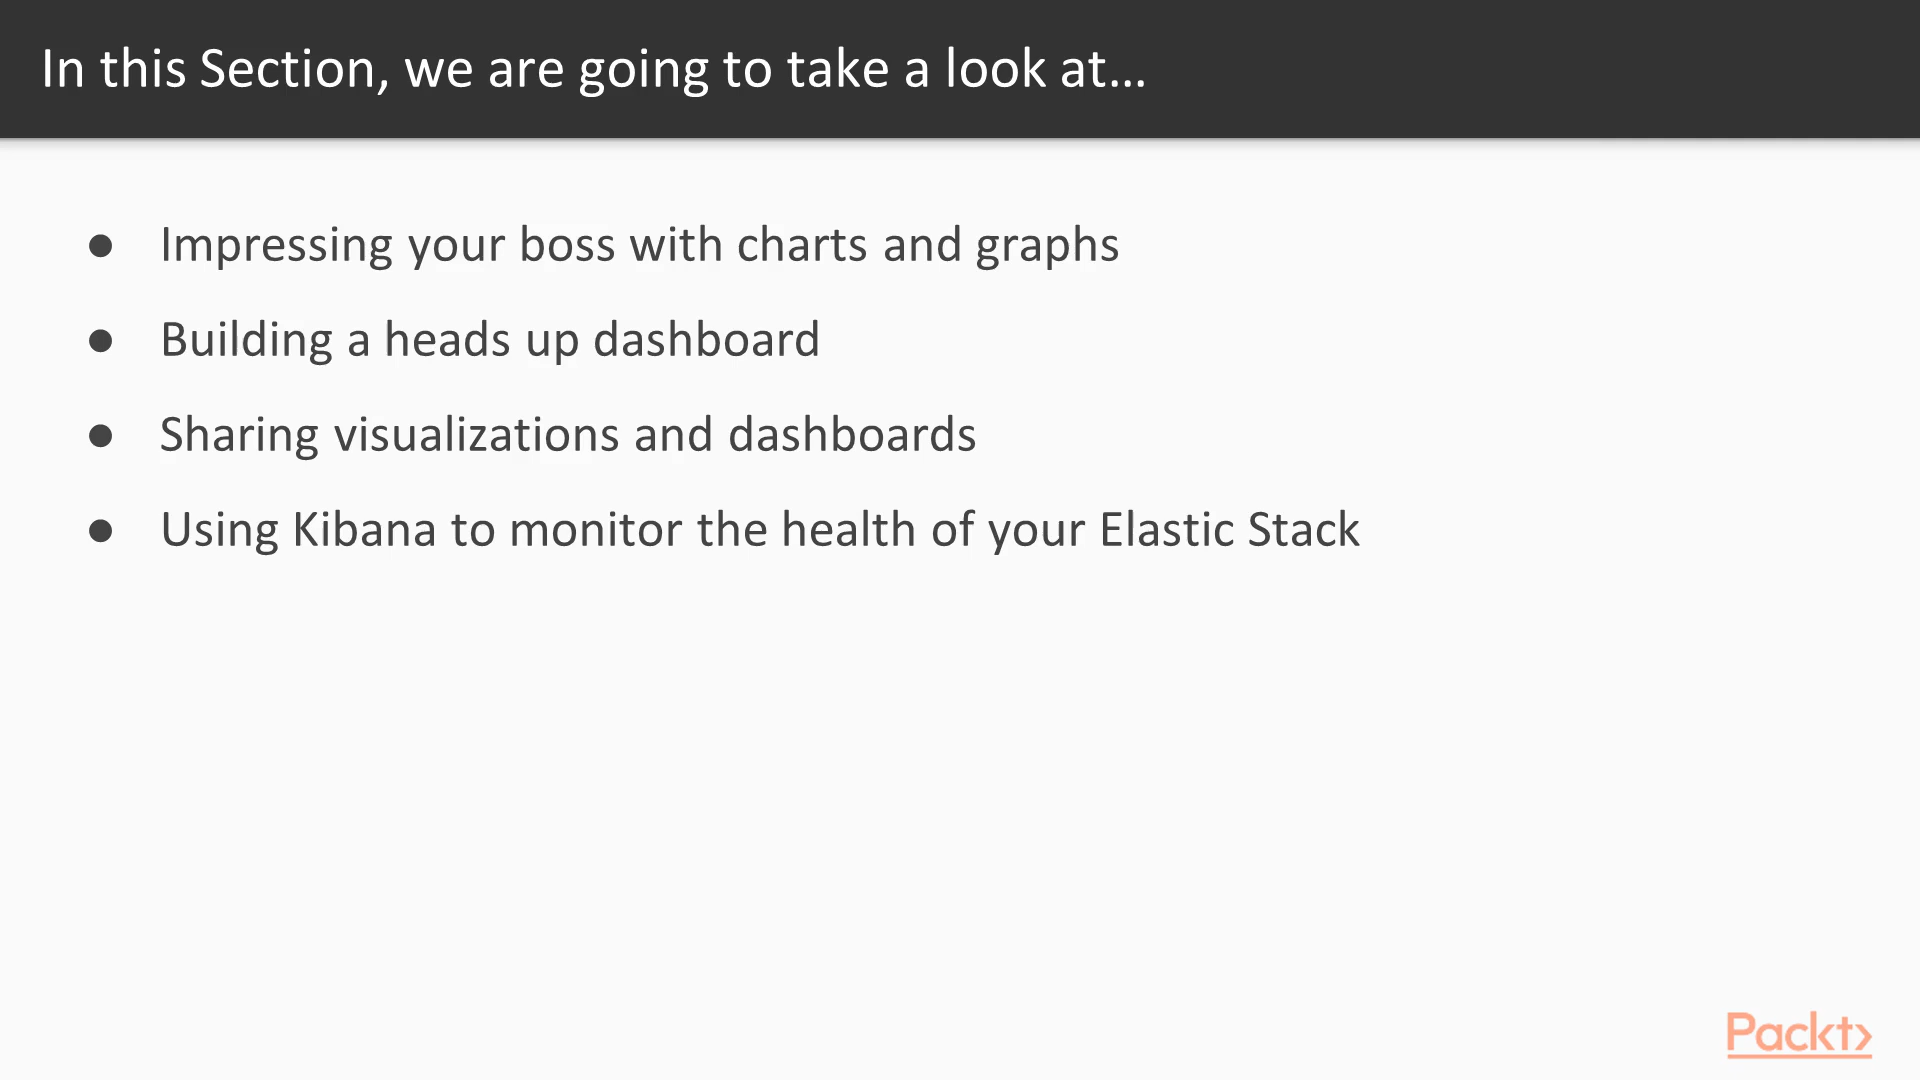 In this Section, we are going to take a look at…
● Impressing your boss with charts and graphs
● Building a heads up dashboard
● Sharing visualizations and dashboards
● Using Kibana to monitor the health of your Elastic Stack
Packt>